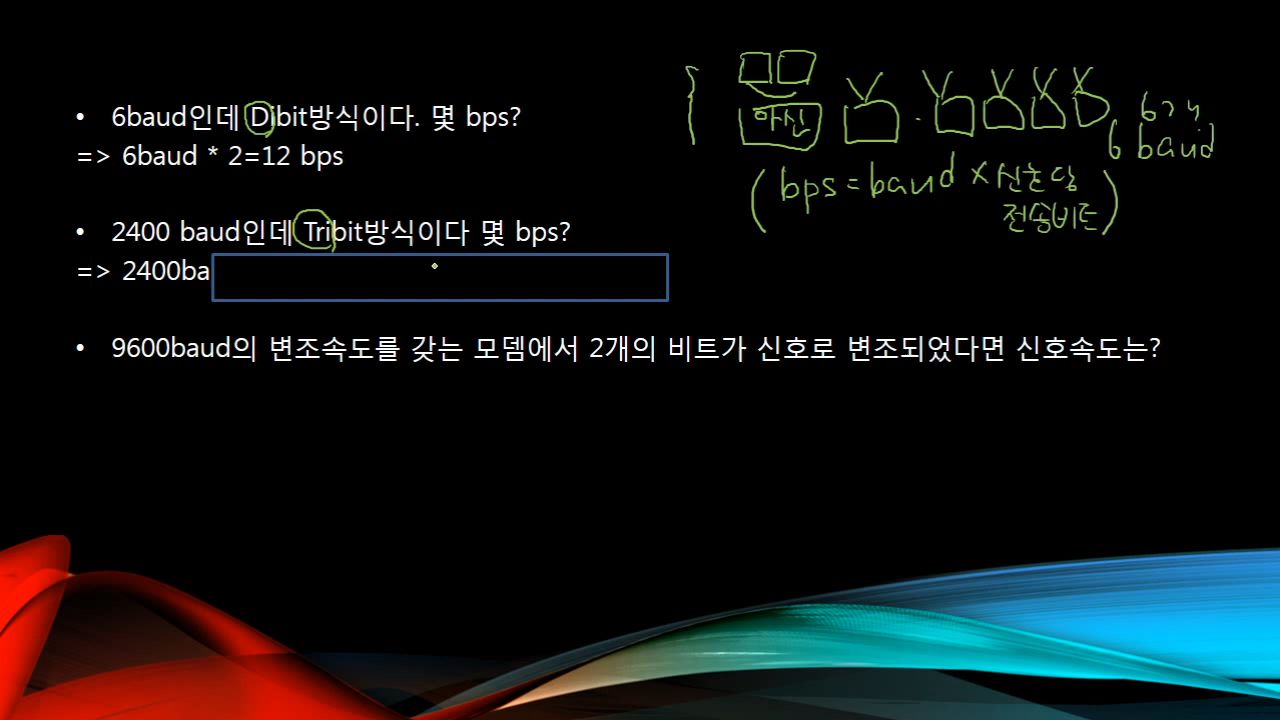 • 6baud인데 Dibit방식이다. 몇 bps?
=> 6baud * 2=12 bps
• 2400 baud인데 Tribit방식이다 몇 bps?
=> 2400ba
• 9600baud의 변조속도를 갖는 모뎀에서 2개의 비트가 신호로 변조되었다면 신호속도는?
6 baud
(bps = baud × 신호당
전송비트)